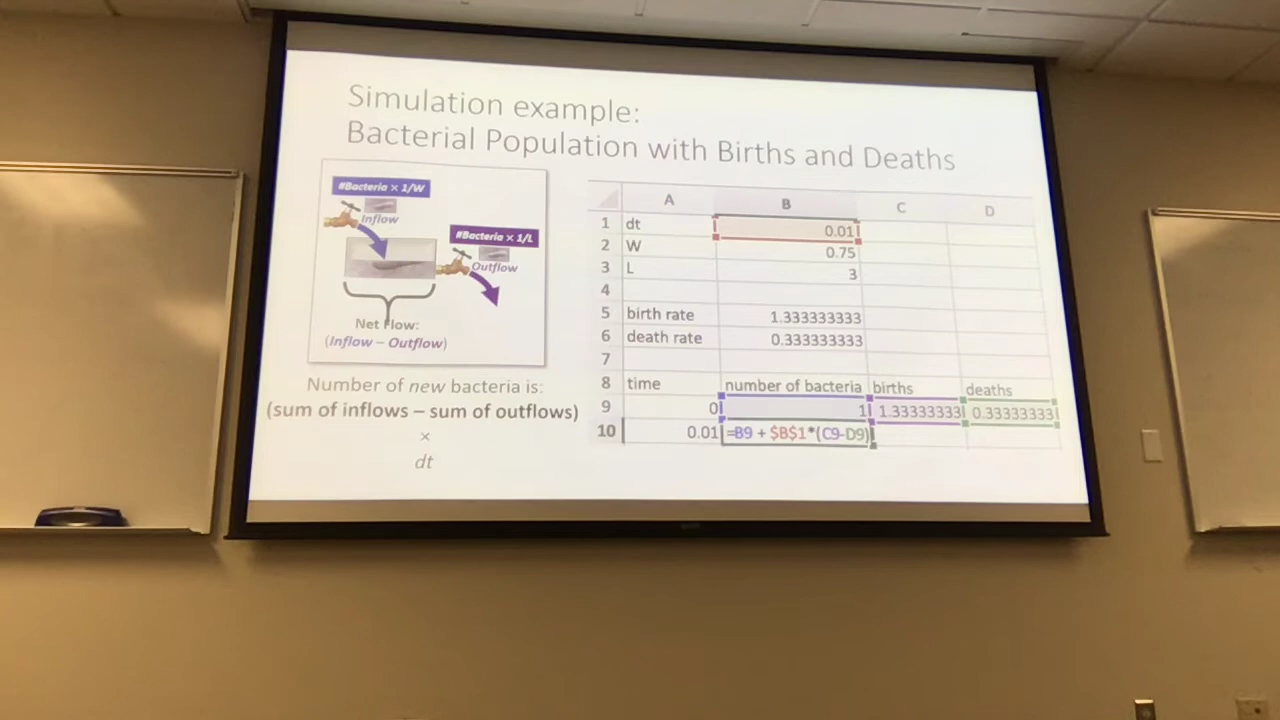 Simulation example:
Bacterial Population with Births and Deaths
#Bacteria × 1/W
Inflow
#Bacteria × 1/L
Outflow
Net Flow:
(Inflow – Outflow)
Number of new bacteria is:
(sum of inflows – sum of outflows)
×
dt
A B C D
1 dt 0.01
2 W 0.75
3 L 3
4
5 birth rate 1.333333333
6 death rate 0.333333333
7
8 time number of bacteria births deaths
9 0 1 1.33333333 0.33333333
10 0.01 =B9 + $B$1*(C9-D9)